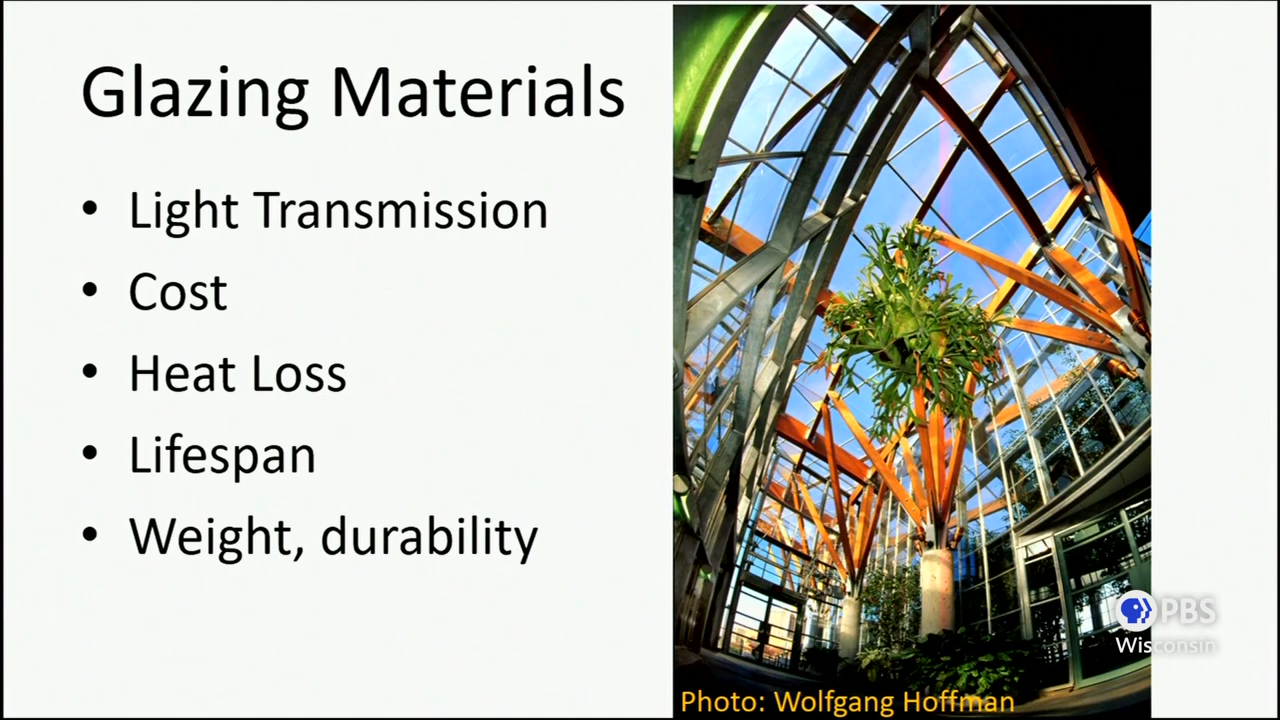 Glazing Materials
• Light Transmission
• Cost
• Heat Loss
• Lifespan
• Weight, durability
PBS
Wisconsin
Photo: Wolfgang Hoffman